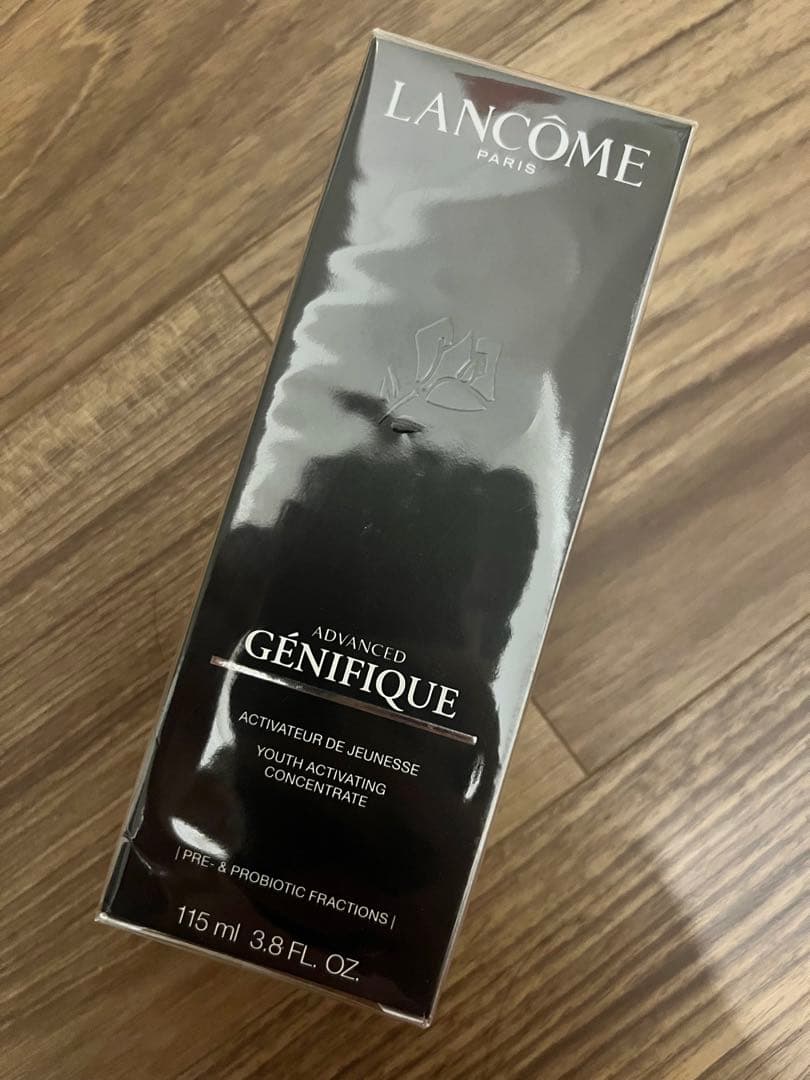 LANCÔME
PARIS
ADVANCED
GÉNIFIQUE
ACTIVATEUR DE JEUNESSE
YOUTH ACTIVATING
CONCENTRATE
| PRE- & PROBIOTIC FRACTIONS |
115 ml 3.8 FL. OZ.